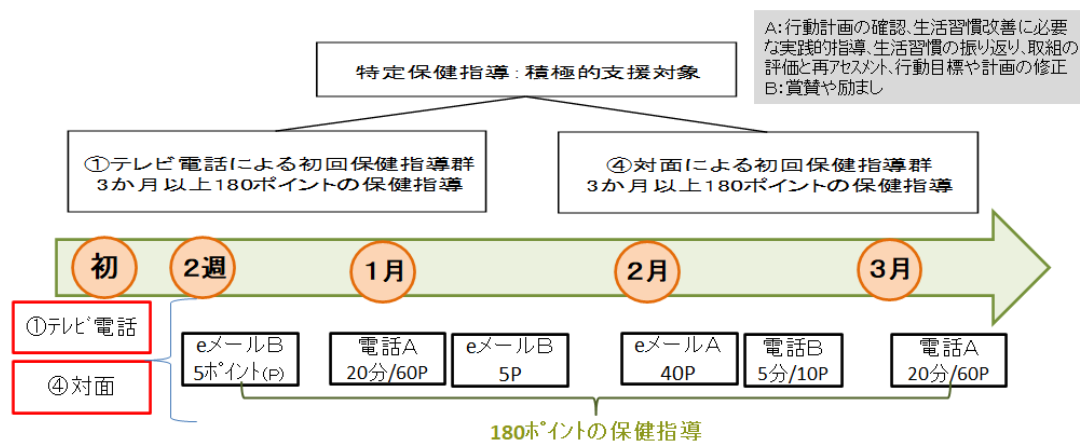 A:行動計画の確認、生活習慣改善に必要
な実践的指導、生活習慣の振り返り、取組の
評価と再アセスメント、行動目標や計画の修正
B:賞賛や励まし
特定保健指導:積極的支援対象
①テレビ電話による初回保健指導群
3か月以上180ポイントの保健指導
④対面による初回保健指導群
3か月以上180ポイントの保健指導
初
2週
1月
2月
3月
①テレビ電話
④対面
eメールB
5ポイント(P)
電話A
20分/60P
eメールB
5P
eメールA
40P
電話B
5分/10P
電話A
20分/60P
180ポイントの保健指導